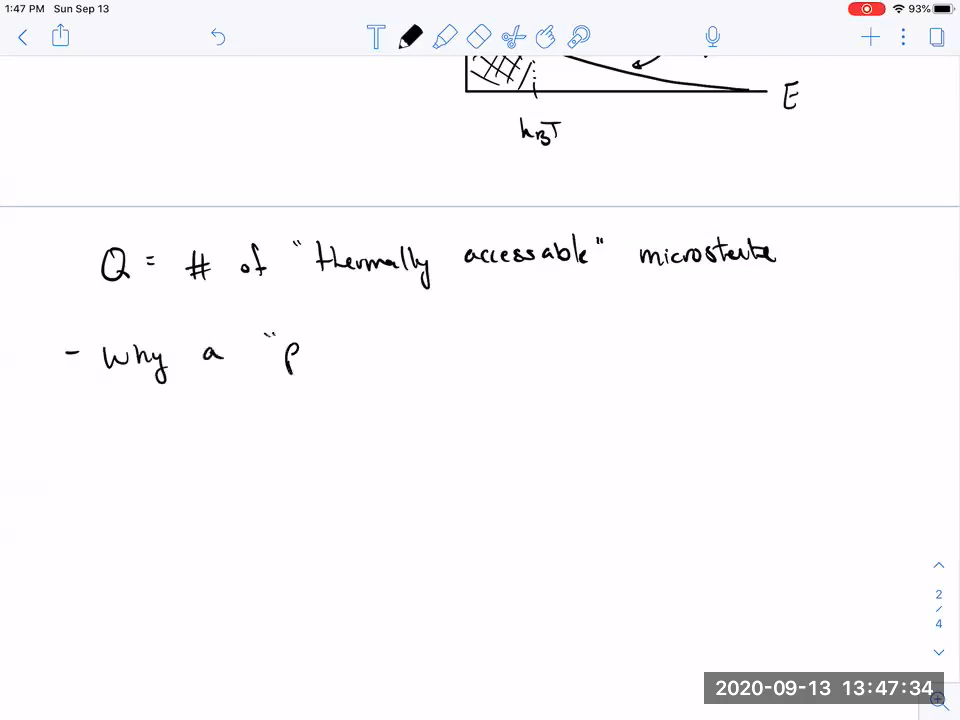 1:47 PM Sun Sep 13
93%
E
k_BT
Q = # of "thermally accessable" microstate
- Why a "p
2
/
4
2020-09-13 13:47:34